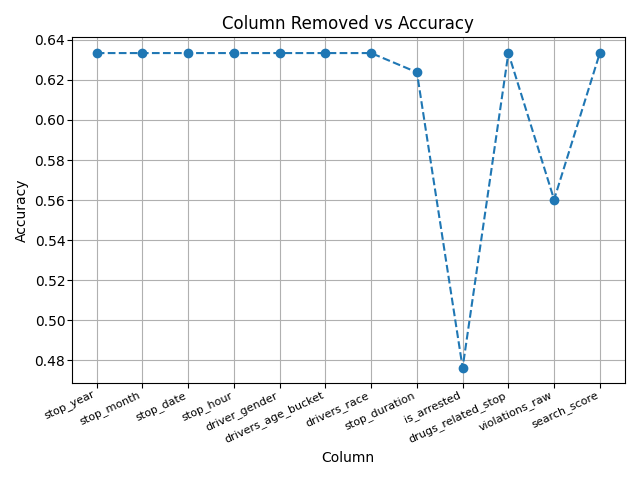 Column Removed vs Accuracy
0.64
0.62
0.60
0.58
0.56
0.54
0.52
0.50
0.48
Accuracy
stop_year
stop_month
stop_date
stop_hour
driver_gender
drivers_age_bucket
drivers_race
stop_duration
is_arrested
drugs_related_stop
violations_raw
search_score
Column